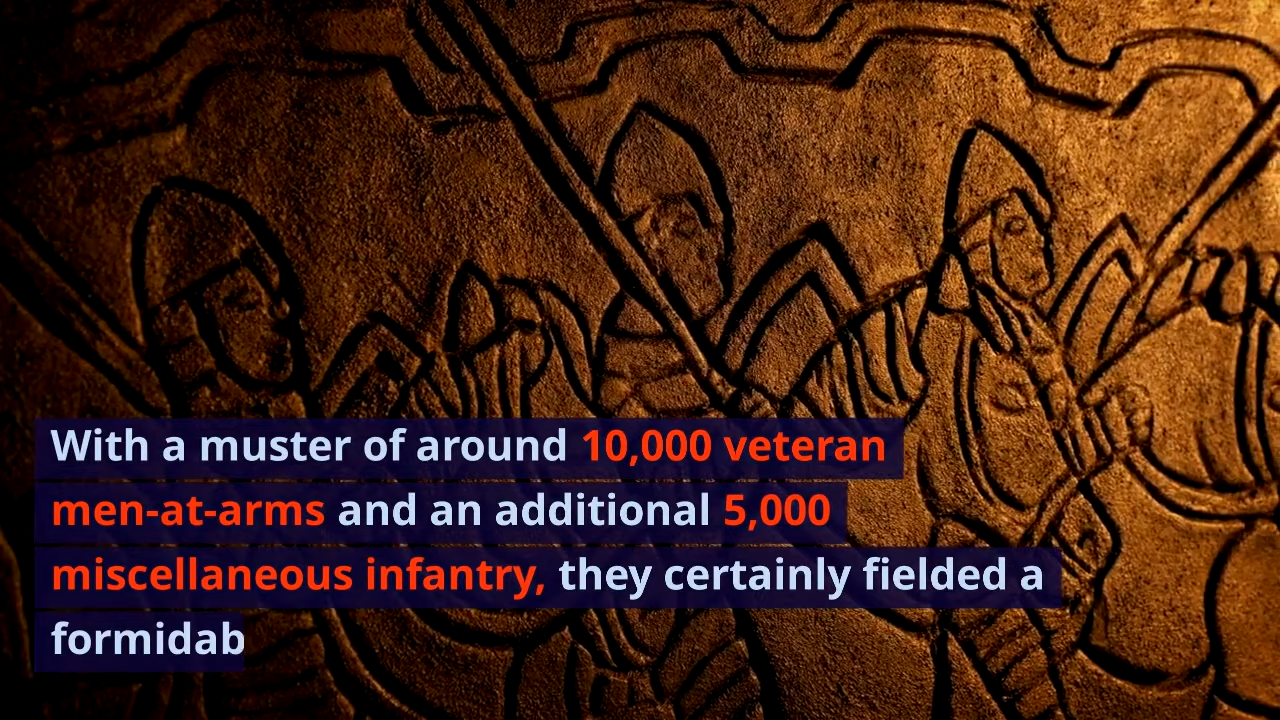 With a muster of around 10,000 veteran
men-at-arms and an additional 5,000
miscellaneous infantry, they certainly fielded a
formidab